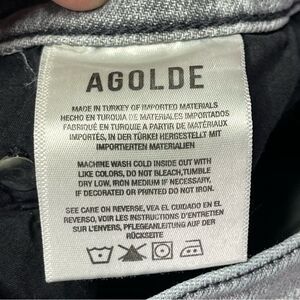 AGOLDE
MADE IN TURKEY OF IMPORTED MATERIALS
HECHO EN TURQUIA DE MATERIALES IMPORTADOS
FABRIQUÉ EN TURQUIE A PARTIR DE MATÉRIAUX
IMPORTÉS, IN DER TÜRKEI HERGESTELLT MIT
IMPORTIERTEN MATERIALIEN
MACHINE WASH COLD INSIDE OUT WITH
LIKE COLORS, DO NOT BLEACH,TUMBLE
DRY LOW, IRON MEDIUM IF NECESSARY,
IF DECORATED OR PRINTED DO NOT IRON.
SEE CARE ON REVERSE, VEA EL CUIDADO EN EL
REVERSO, VOIR LES INSTRUCTIONS D'ENTRETIEN
SUR L'ENVERS, PFLEGEANLEITUNG AUF DER
RÜCKSEITE